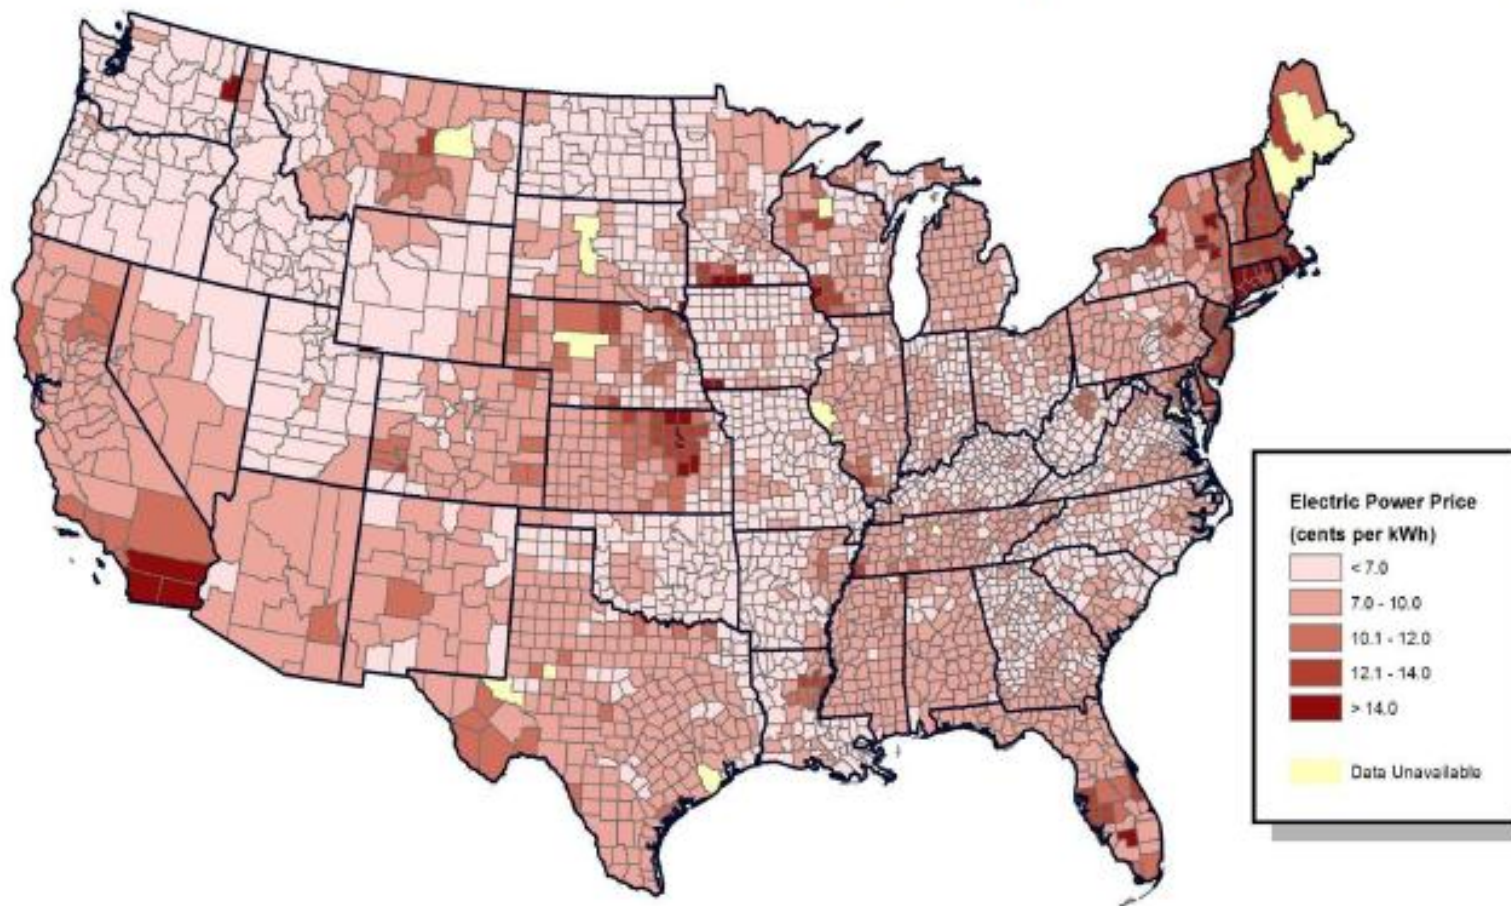 Electric Power Price
(cents per kWh)
< 7.0
7.0 - 10.0
10.1 - 12.0
12.1 - 14.0
> 14.0
Data Unavailable